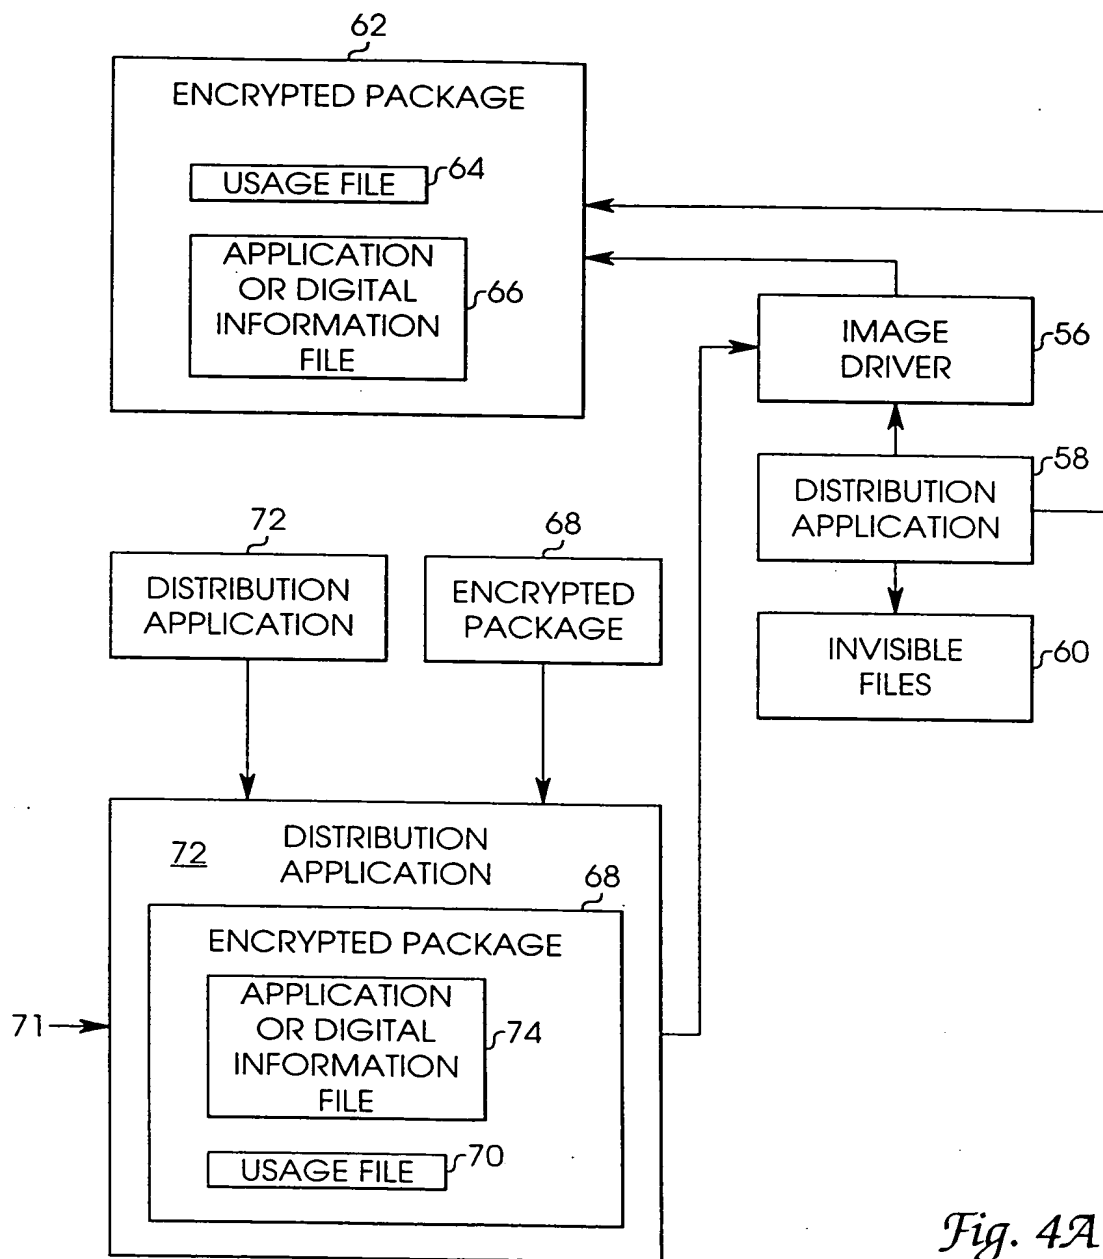 62
ENCRYPTED PACKAGE
USAGE FILE
64
APPLICATION
OR DIGITAL
INFORMATION
FILE
66
IMAGE
DRIVER
56
DISTRIBUTION
APPLICATION
58
INVISIBLE
FILES
60
72
DISTRIBUTION
APPLICATION
68
ENCRYPTED
PACKAGE
72
DISTRIBUTION
APPLICATION
68
ENCRYPTED PACKAGE
APPLICATION
OR DIGITAL
INFORMATION
FILE
74
71
USAGE FILE
70
Fig. 4A